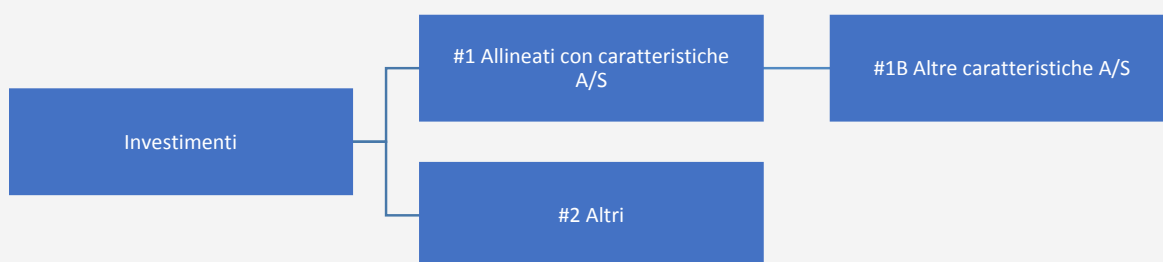 #1 Allineati con caratteristiche
A/S
#1B Altre caratteristiche A/S
Investimenti
#2 Altri